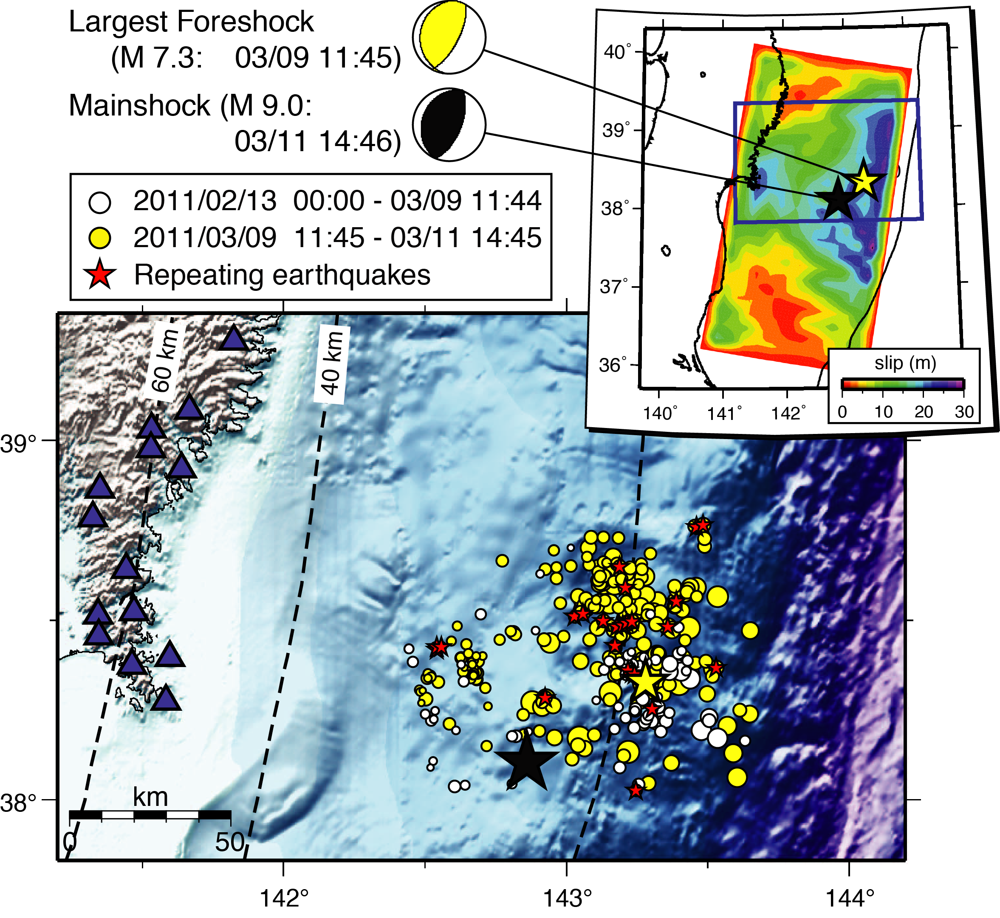 Largest Foreshock
(M 7.3: 03/09 11:45)
Mainshock (M 9.0:
03/11 14:46)
2011/02/13 00:00 - 03/09 11:44
2011/03/09 11:45 - 03/11 14:45
Repeating earthquakes
40°
39°
38°
37°
36°
140° 141° 142°
slip (m)
0 10 20 30
60 km
40 km
39°
38°
km
0 50
142° 143° 144°